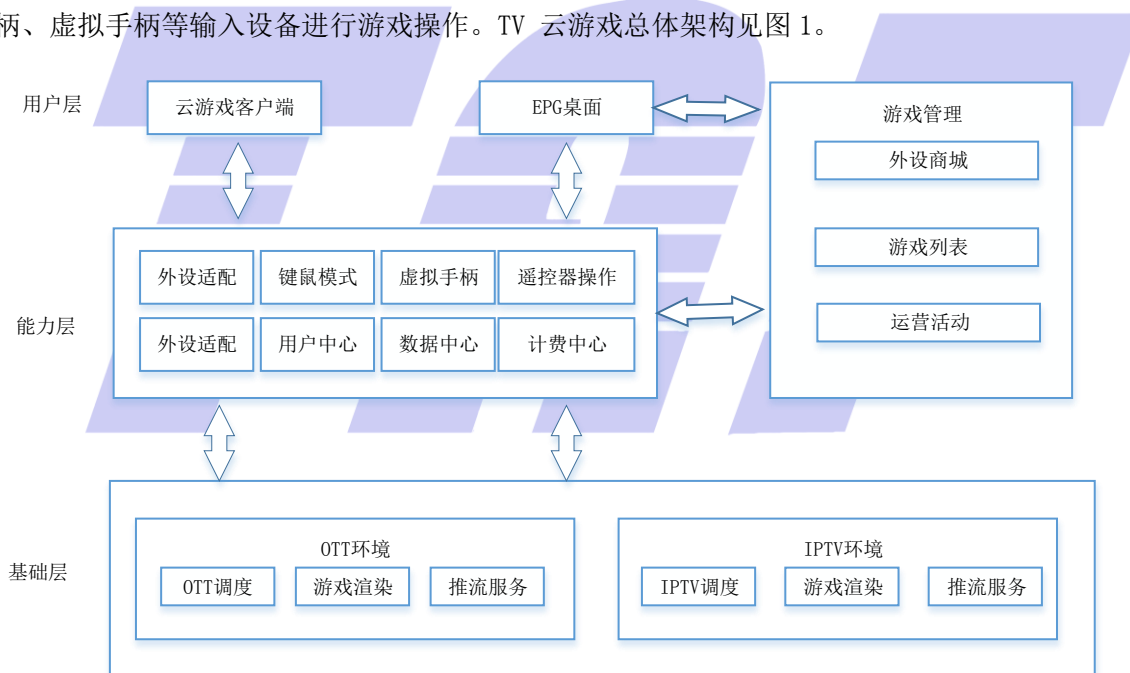 柄、虚拟手柄等输入设备进行游戏操作。TV 云游戏总体架构见图 1。
用户层
云游戏客户端
EPG桌面
游戏管理
外设商城
游戏列表
运营活动
能力层
外设适配
键鼠模式
虚拟手柄
遥控器操作
外设适配
用户中心
数据中心
计费中心
基础层
OTT环境
OTT调度
游戏渲染
推流服务
IPTV环境
IPTV调度
游戏渲染
推流服务